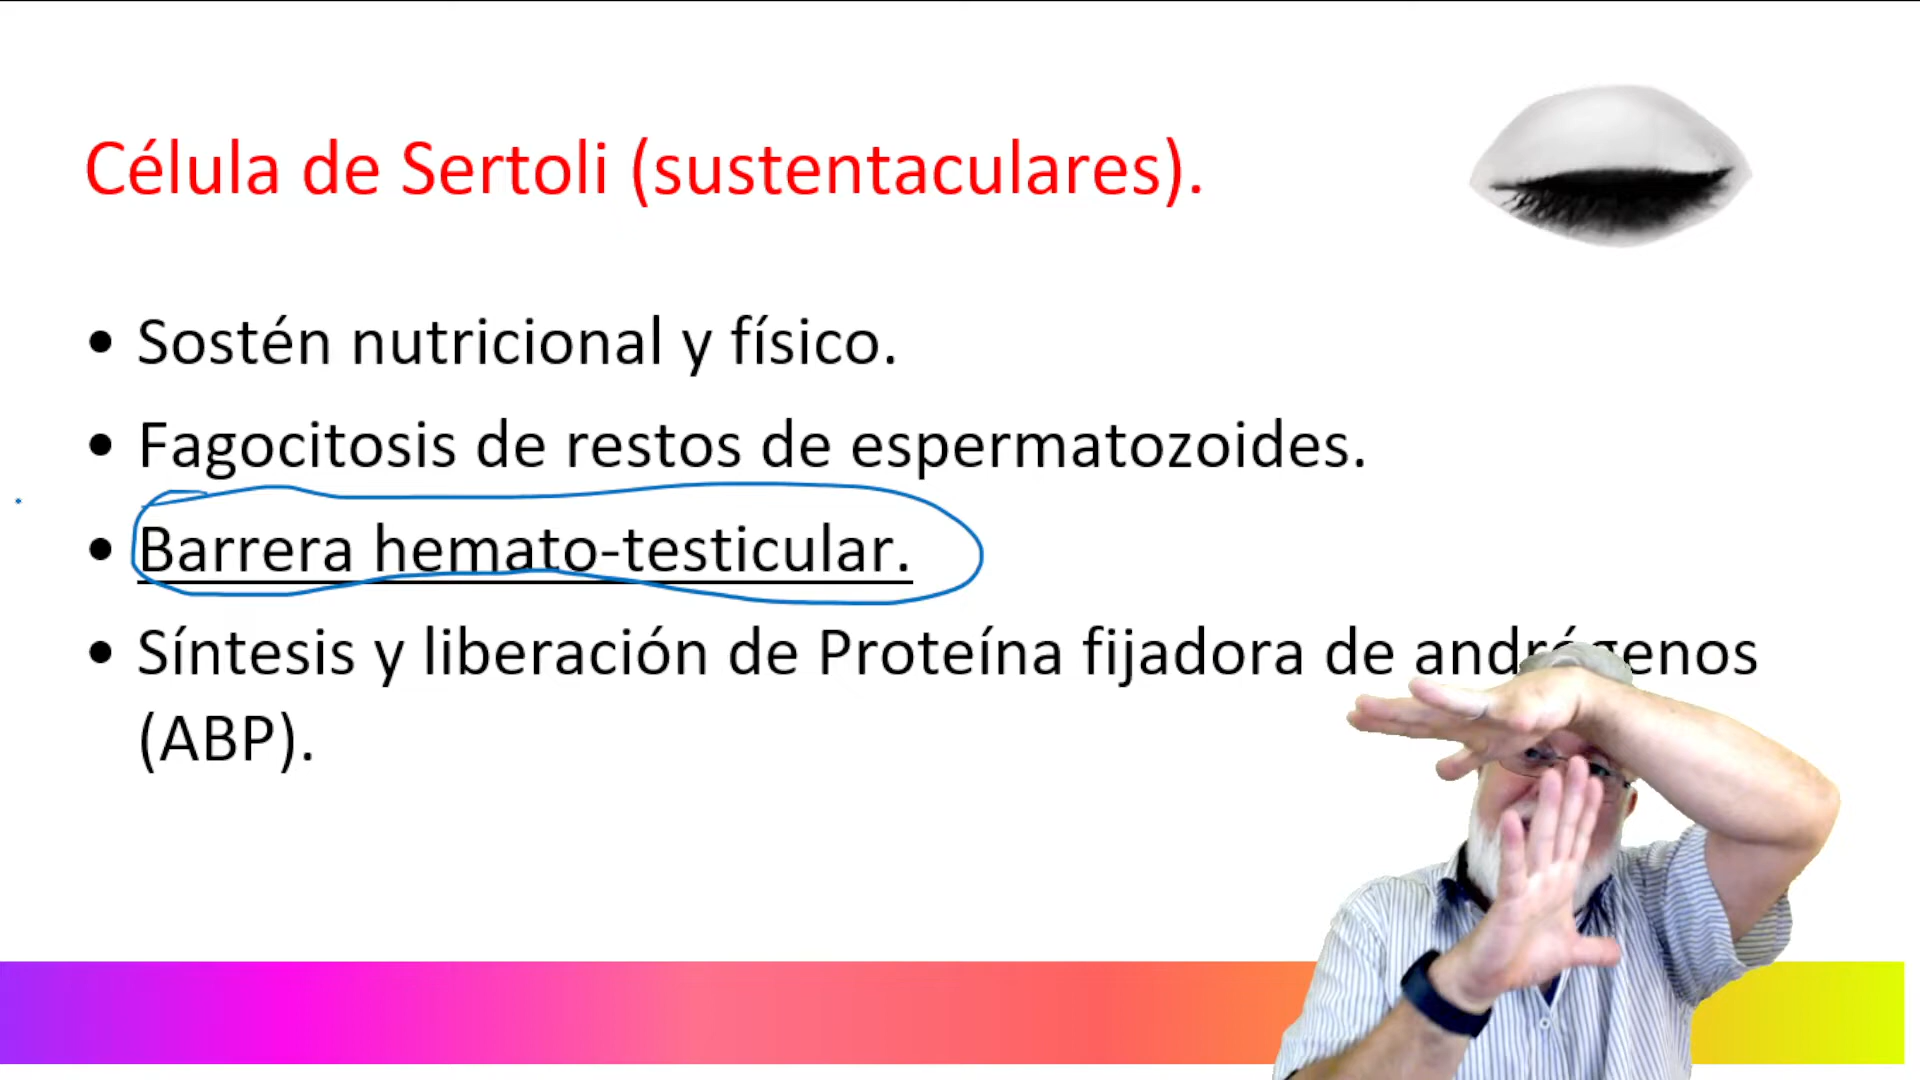 Célula de Sertoli (sustentaculares).
• Sostén nutricional y físico.
• Fagocitosis de restos de espermatozoides.
• Barrera hemato-testicular.
• Síntesis y liberación de Proteína fijadora de andrógenos
(ABP).